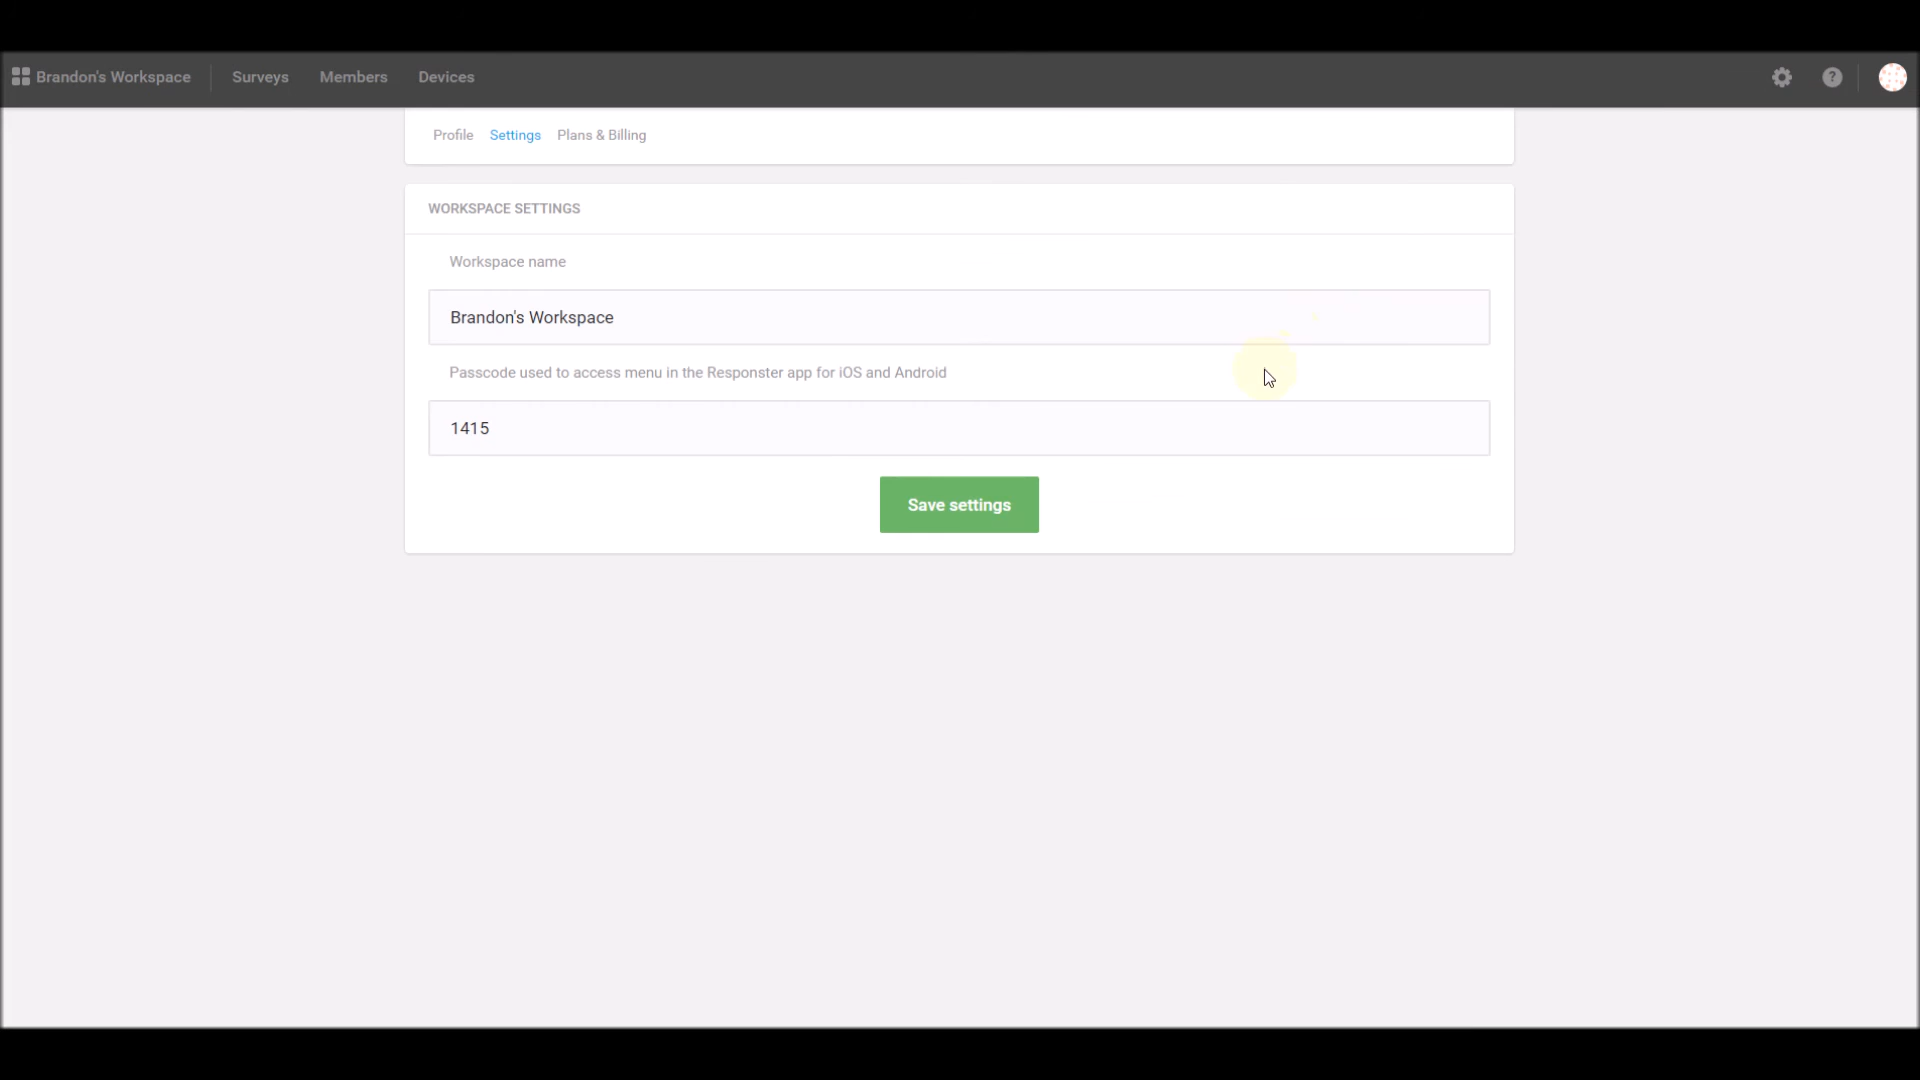 Brandon's Workspace Surveys Members Devices ?
Profile Settings Plans & Billing
WORKSPACE SETTINGS
Workspace name
Brandon's Workspace
Passcode used to access menu in the Responster app for iOS and Android
1415
Save settings